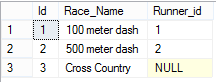 Id Race_Name Runner_id
1 1 100 meter dash 1
2 2 500 meter dash 2
3 3 Cross Country NULL